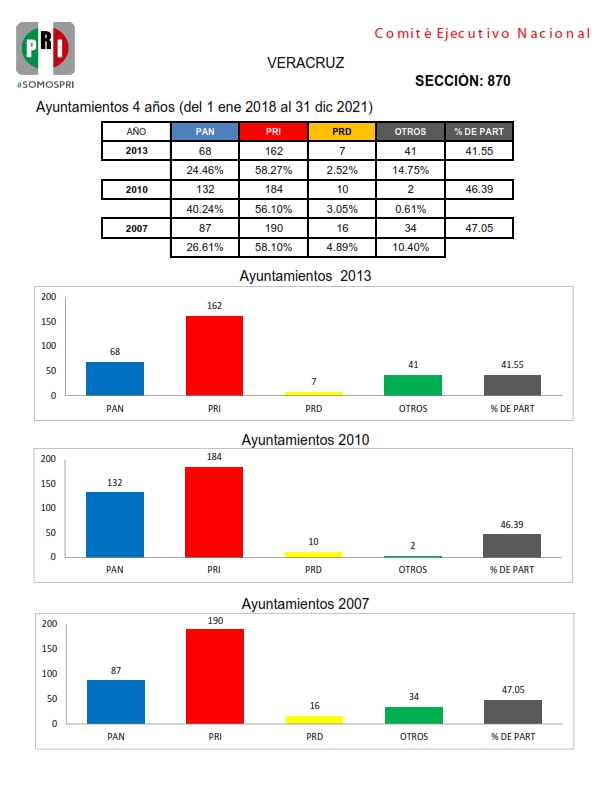 Comité Ejecutivo Nacional
PRI
#SOMOSPRI
VERACRUZ
SECCIÓN: 870
Ayuntamientos 4 años (del 1 ene 2018 al 31 dic 2021)
AÑO PAN PRI PRD OTROS % DE PART
2013 68 162 7 41 41.55
24.46% 58.27% 2.52% 14.75%
2010 132 184 10 2 46.39
40.24% 56.10% 3.05% 0.61%
2007 87 190 16 34 47.05
26.61% 58.10% 4.89% 10.40%
Ayuntamientos 2013
200
150
100
50
0
68 162 7 41 41.55
PAN PRI PRD OTROS % DE PART
Ayuntamientos 2010
200
150
100
50
0
132 184 10 2 46.39
PAN PRI PRD OTROS % DE PART
Ayuntamientos 2007
200
150
100
50
0
87 190 16 34 47.05
PAN PRI PRD OTROS % DE PART